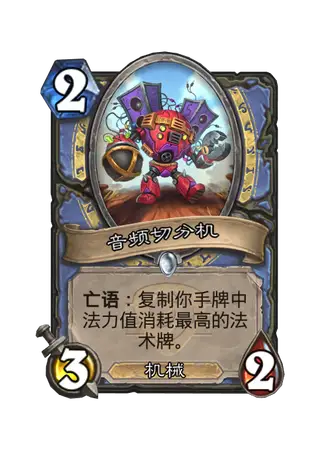 2
音频切分机
亡语：复制你手牌中
法力值消耗最高的法
术牌。
3
机械
2